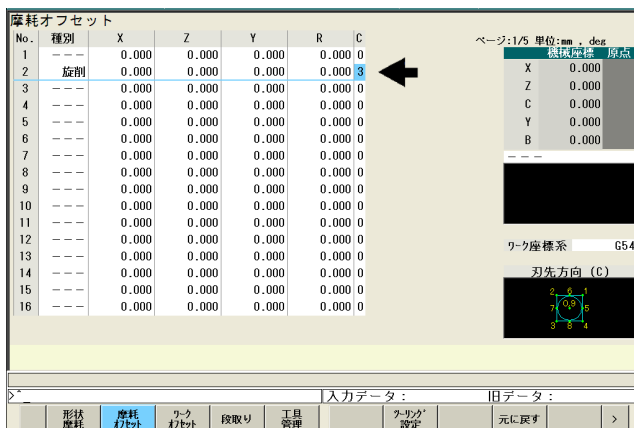 摩耗オフセット
No. 種別 X Z Y R C
1 --- 0.000 0.000 0.000 0.000 0
2 旋削 0.000 0.000 0.000 0.000 3
3 --- 0.000 0.000 0.000 0.000 0
4 --- 0.000 0.000 0.000 0.000 0
5 --- 0.000 0.000 0.000 0.000 0
6 --- 0.000 0.000 0.000 0.000 0
7 --- 0.000 0.000 0.000 0.000 0
8 --- 0.000 0.000 0.000 0.000 0
9 --- 0.000 0.000 0.000 0.000 0
10 --- 0.000 0.000 0.000 0.000 0
11 --- 0.000 0.000 0.000 0.000 0
12 --- 0.000 0.000 0.000 0.000 0
13 --- 0.000 0.000 0.000 0.000 0
14 --- 0.000 0.000 0.000 0.000 0
15 --- 0.000 0.000 0.000 0.000 0
16 --- 0.000 0.000 0.000 0.000 0
ページ:1/5 単位:mm , deg
機械座標 原点
X 0.000
Z 0.000
C 0.000
Y 0.000
B 0.000
---
ワーク座標系 G54
刃先方向 (C)
2 6 1
7 0,9 5
3 8 4
>^_ 入力データ: 旧データ:
形状摩耗 摩耗オフセット ワークオフセット 段取り 工具管理 ツーリング設定 元に戻す >